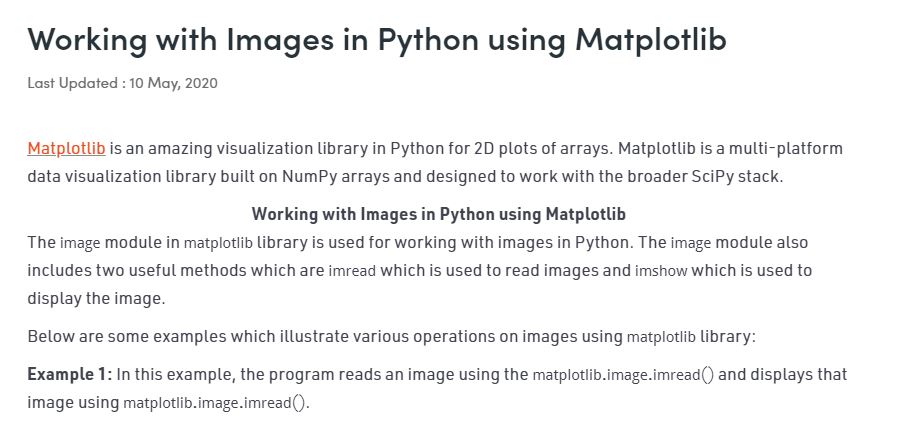 Working with Images in Python using Matplotlib
Last Updated : 10 May, 2020
Matplotlib is an amazing visualization library in Python for 2D plots of arrays. Matplotlib is a multi-platform
data visualization library built on NumPy arrays and designed to work with the broader SciPy stack.
Working with Images in Python using Matplotlib
The image module in matplotlib library is used for working with images in Python. The image module also
includes two useful methods which are imread which is used to read images and imshow which is used to
display the image.
Below are some examples which illustrate various operations on images using matplotlib library:
Example 1: In this example, the program reads an image using the matplotlib.image.imread() and displays that
image using matplotlib.image.imread().